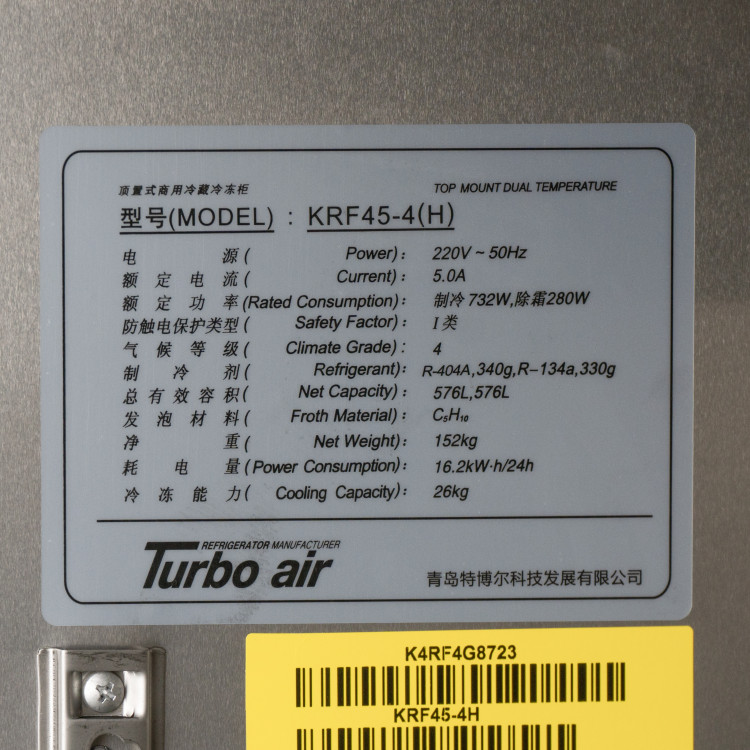 顶置式商用冷藏冷冻柜 TOP MOUNT DUAL TEMPERATURE
型号(MODEL) : KRF45-4(H)
电源( Power): 220V ~ 50Hz
额定电流( Current): 5.0A
额定功率(Rated Consumption): 制冷 732W,除霜280W
防触电保护类型( Safety Factor): I 类
气候等级( Climate Grade): 4
制冷剂( Refrigerant): R-404A,340g,R-134a,330g
总有效容积( Net Capacity): 576L,576L
发泡材料( Froth Material): C₅H₁₀
净重( Net Weight): 152kg
耗电量(Power Consumption): 16.2kW·h/24h
冷冻能力( Cooling Capacity): 26kg
REFRIGERATOR MANUFACTURER
Turbo air 青岛特博尔科技发展有限公司
K4RF4G8723
KRF45-4H